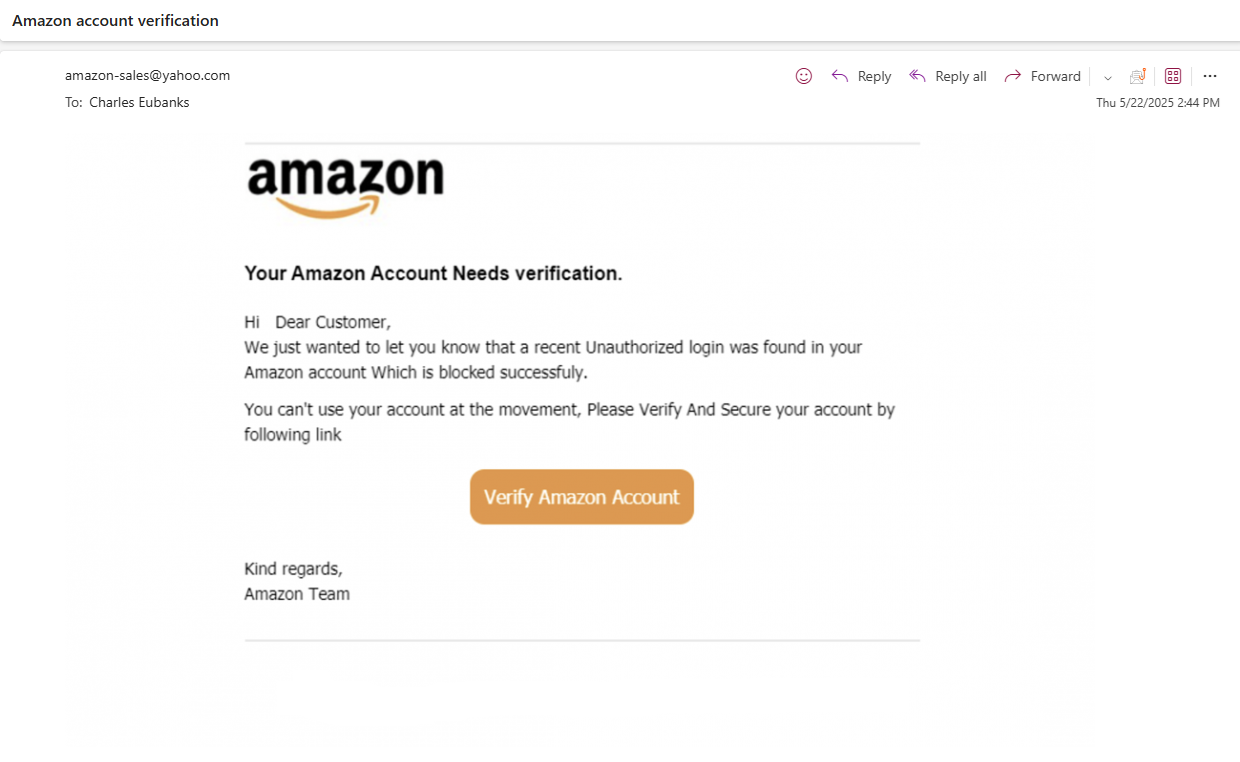 Amazon account verification
amazon-sales@yahoo.com
Reply
Reply all
Forward
To: Charles Eubanks
Thu 5/22/2025 2:44 PM
amazon
Your Amazon Account Needs verification.
Hi Dear Customer,
We just wanted to let you know that a recent Unauthorized login was found in your
Amazon account Which is blocked successfuly.
You can't use your account at the movement, Please Verify And Secure your account by
following link
Verify Amazon Account
Kind regards,
Amazon Team